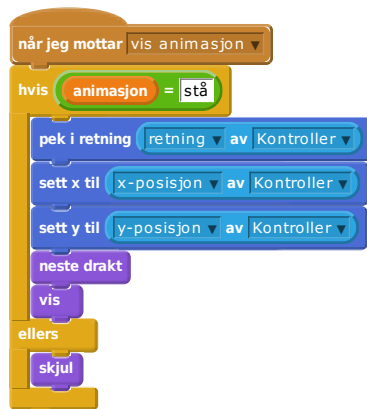 når jeg mottar vis animasjon
hvis animasjon = stå
pek i retning retning av Kontroller
sett x til x-posisjon av Kontroller
sett y til y-posisjon av Kontroller
neste drakt
vis
ellers
skjul